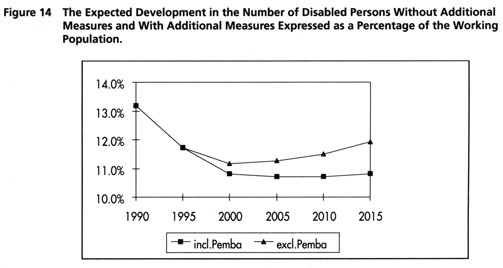 Figure 14 The Expected Development in the Number of Disabled Persons Without Additional
Measures and With Additional Measures Expressed as a Percentage of the Working
Population.
14.0%
13.0%
12.0%
11.0%
10.0%
1990 1995 2000 2005 2010 2015
incl.Pemba excl.Pemba